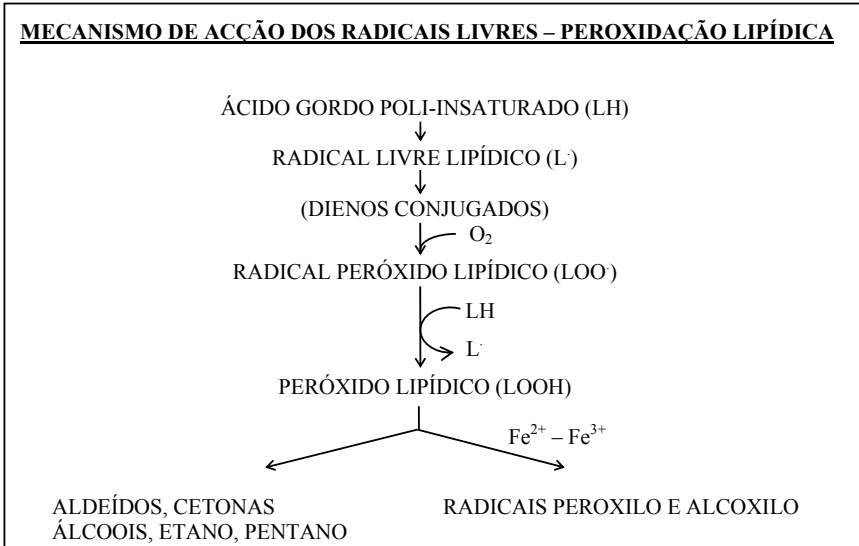 MECANISMO DE ACÇÃO DOS RADICAIS LIVRES – PEROXIDAÇÃO LIPÍDICA
ÁCIDO GORDO POLI-INSATURADO (LH)
RADICAL LIVRE LIPÍDICO (L·)
(DIENOS CONJUGADOS)
O₂
RADICAL PERÓXIDO LIPÍDICO (LOO·)
LH
L·
PERÓXIDO LIPÍDICO (LOOH)
Fe²⁺ – Fe³⁺
ALDEÍDOS, CETONAS
ÁLCOOIS, ETANO, PENTANO
RADICAIS PEROXILO E ALCOXILO